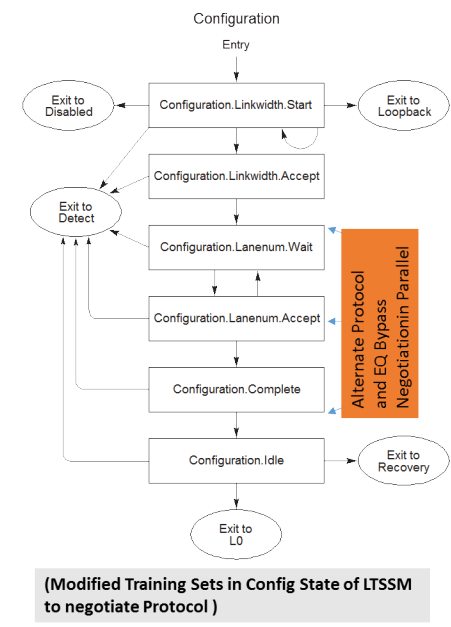 Configuration
Entry
Exit to
Disabled
Configuration.Linkwidth.Start
Exit to
Loopback
Configuration.Linkwidth.Accept
Exit to
Detect
Configuration.Lanenum.Wait
Configuration.Lanenum.Accept
Alternate Protocol
and EQ Bypass
Negotiationin Parallel
Configuration.Complete
Configuration.Idle
Exit to
Recovery
Exit to
L0
(Modified Training Sets in Config State of LTSSM
to negotiate Protocol )